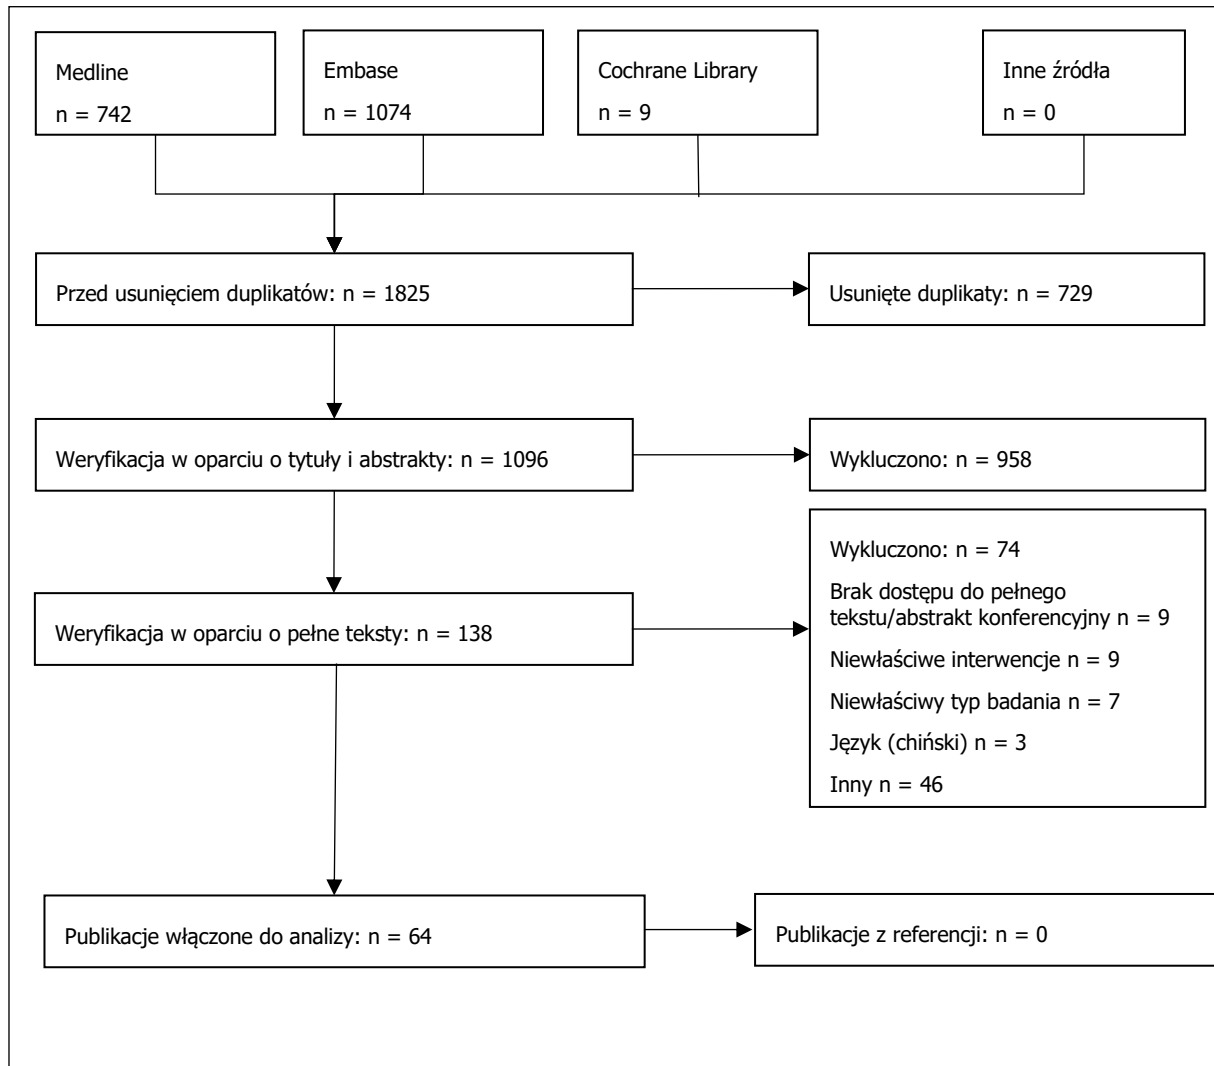 Medline
n = 742
Embase
n = 1074
Cochrane Library
n = 9
Inne źródła
n = 0
Przed usunięciem duplikatów: n = 1825
Usunięte duplikaty: n = 729
Weryfikacja w oparciu o tytuły i abstrakty: n = 1096
Wykluczono: n = 958
Weryfikacja w oparciu o pełne teksty: n = 138
Wykluczono: n = 74
Brak dostępu do pełnego
tekstu/abstrakt konferencyjny n = 9
Niewłaściwe interwencje n = 9
Niewłaściwy typ badania n = 7
Język (chiński) n = 3
Inny n = 46
Publikacje włączone do analizy: n = 64
Publikacje z referencji: n = 0